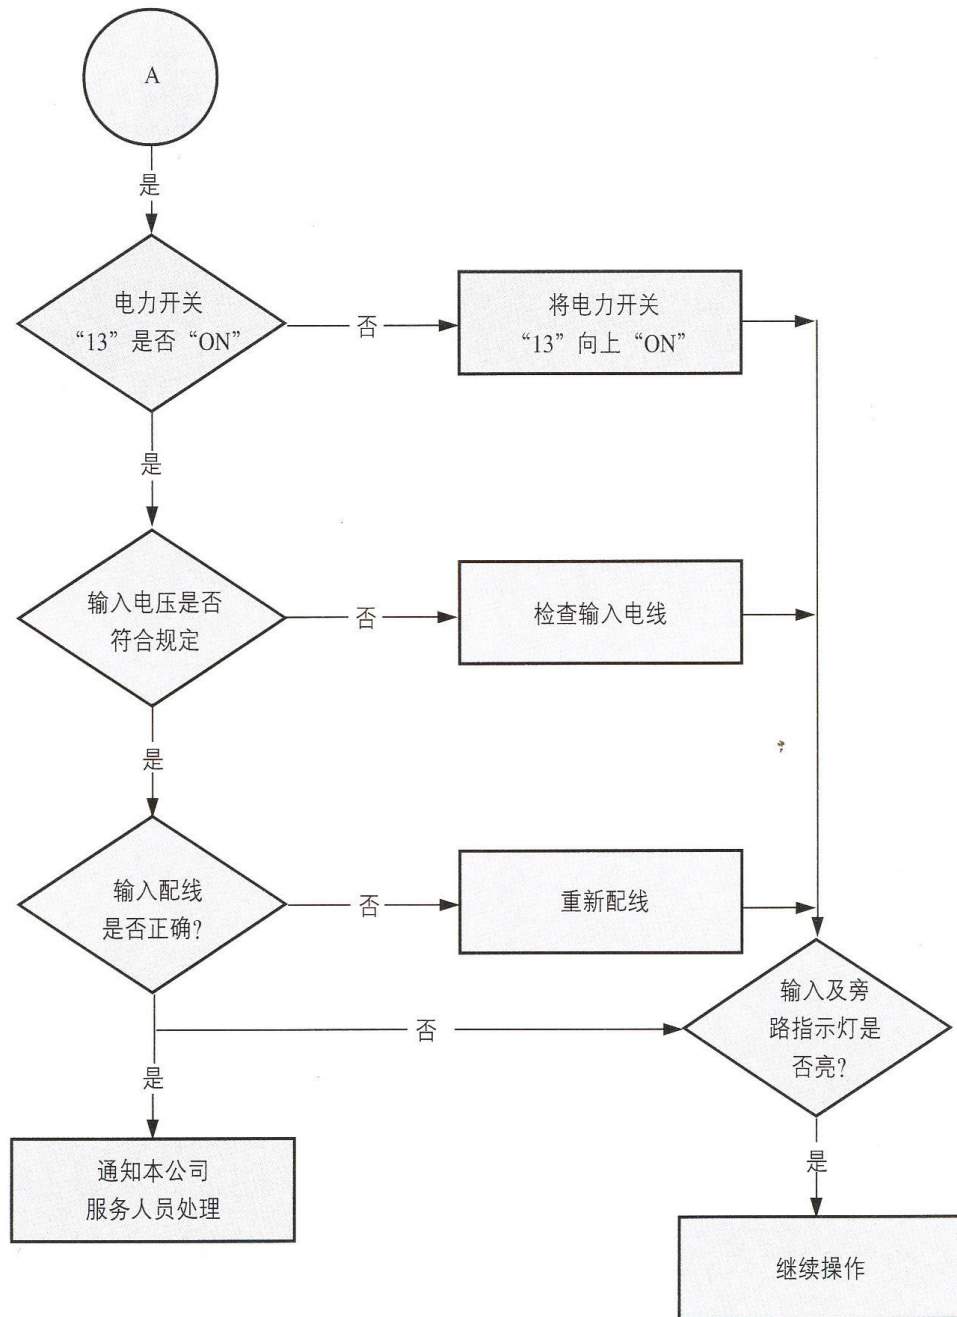 A
是
电力开关
“13”是否“ON”
否
将电力开关
“13”向上“ON”
是
输入电压是否
符合规定
否
检查输入电线
是
输入配线
是否正确？
否
重新配线
输入及旁
路指示灯是
否亮？
否
是
通知本公司
服务人员处理
是
继续操作